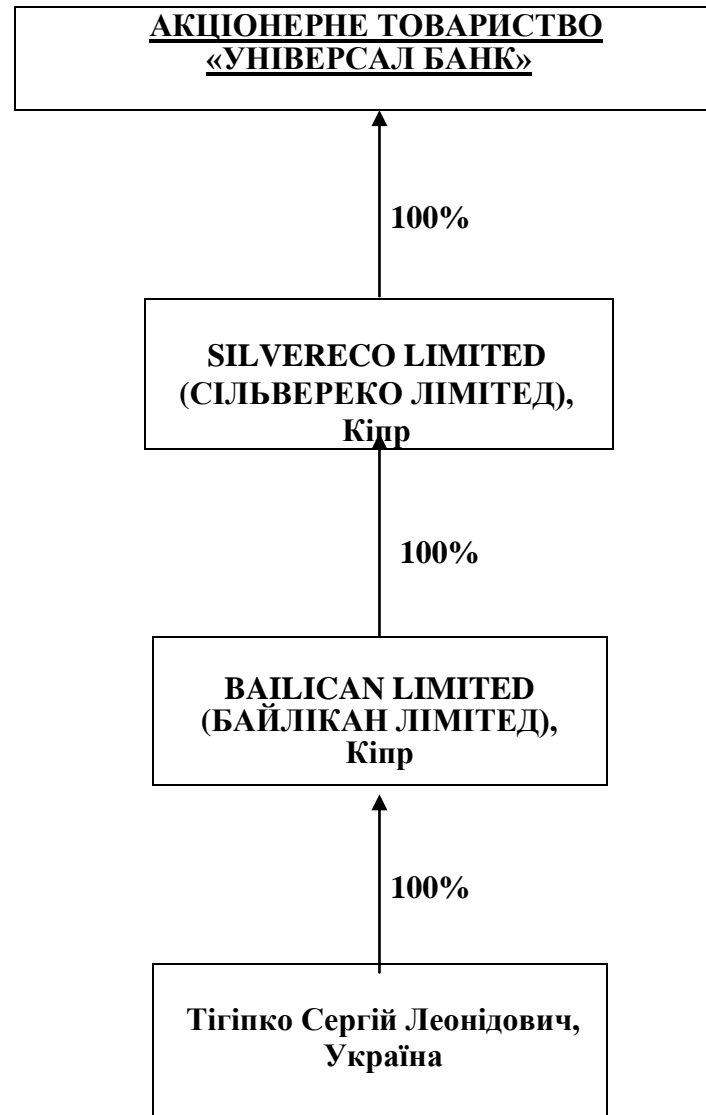 АКЦІОНЕРНЕ ТОВАРИСТВО
«УНІВЕРСАЛ БАНК»
100%
SILVERECO LIMITED
(СІЛЬВЕРЕКО ЛІМІТЕД),
Кіпр
100%
BAILICAN LIMITED
(БАЙЛІКАН ЛІМІТЕД),
Кіпр
100%
Тігіпко Сергій Леонідович,
Україна